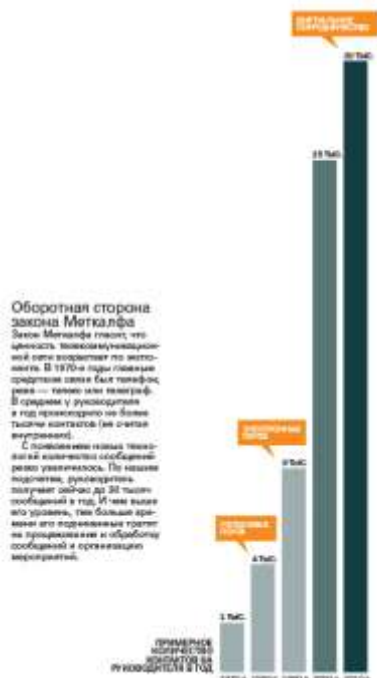 30 ТЫС.
25 ТЫС.
Оборотная сторона
закона Меткалфа
Закон Меткалфа гласит, что
ценность телекоммуникацион-
ной сети возрастает по экспо-
ненте. В 1970-е годы главным
средством связи был телефон,
реже — телекс или телеграф.
В среднем у руководителя
в год происходило не более
тысячи контактов (не считая
внутренних).
С появлением новых техно-
логий количество сообщений
резко увеличилось. По нашим
подсчетам, руководитель
получает сейчас до 30 тысяч
сообщений в год. И чем выше
его уровень, тем больше вре-
мени его подчиненные тратят
на процеживание и обработку
сообщений и организацию
мероприятий.
9 ТЫС.
4 ТЫС.
1 ТЫС.
ПРИМЕРНОЕ
КОЛИЧЕСТВО
КОНТАКТОВ НА
РУКОВОДИТЕЛЯ В ГОД